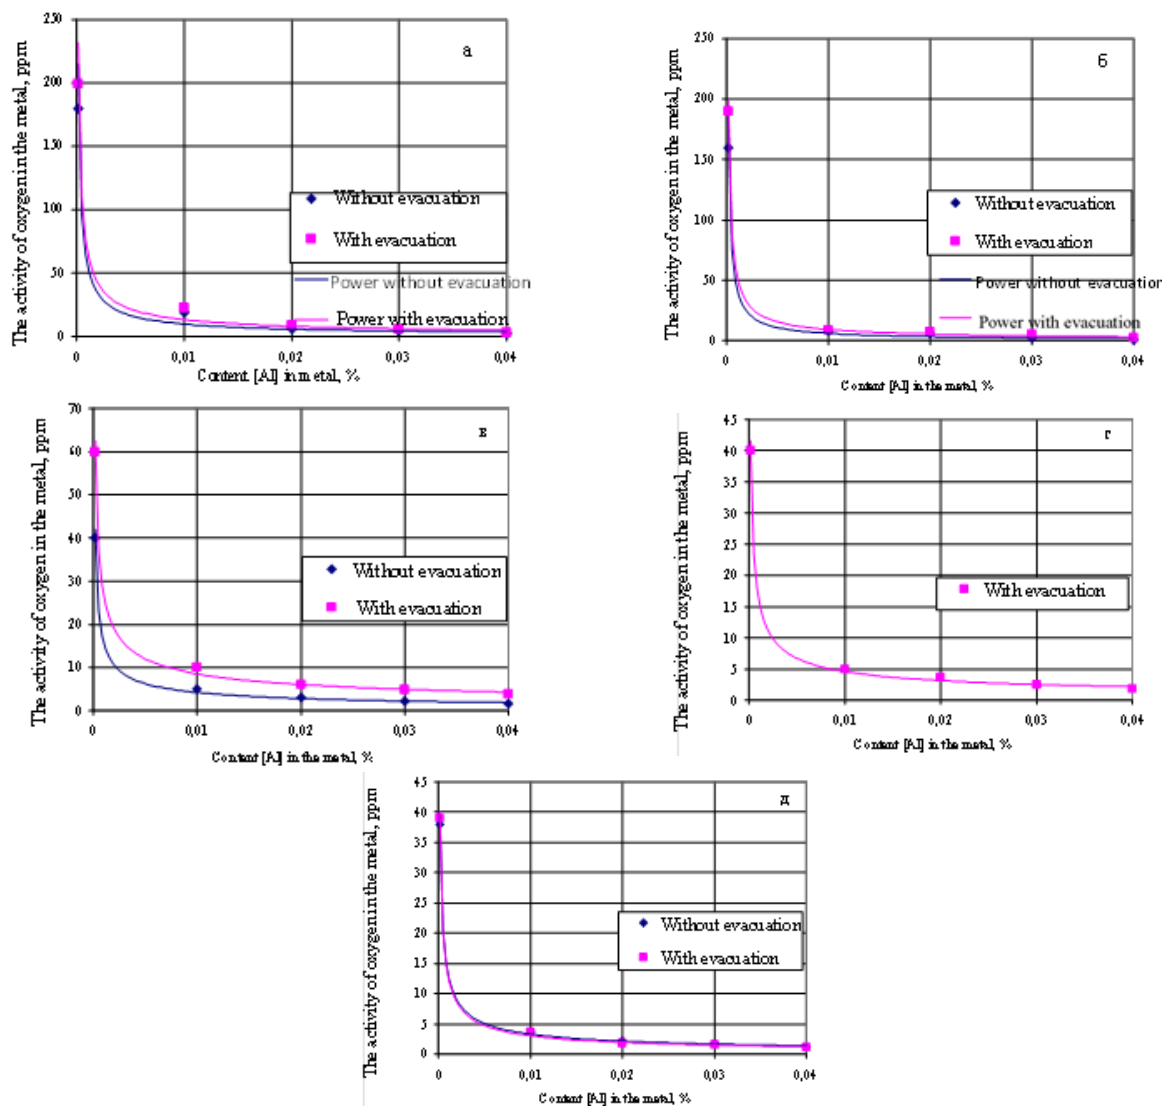 The activity of oxygen in the metal, ppm
250
200
150
100
50
0
0
0,01
0,02
0,03
0,04
Content [Al] in metal, %
а
Without evacuation
With evacuation
Power without evacuation
Power with evacuation
The activity of oxygen in the metal, ppm
250
200
150
100
50
0
0
0,01
0,02
0,03
0,04
Content [Al] in the metal, %
б
Without evacuation
With evacuation
Power without evacuation
Power with evacuation
The activity of oxygen in the metal, ppm
70
60
50
40
30
20
10
0
0
0,01
0,02
0,03
0,04
Content [Al] in the metal, %
в
Without evacuation
With evacuation
The activity of oxygen in the metal, ppm
45
40
35
30
25
20
15
10
5
0
0
0,01
0,02
0,03
0,04
Content [Al] in the metal, %
г
With evacuation
The activity of oxygen in the metal, ppm
45
40
35
30
25
20
15
10
5
0
0
0,01
0,02
0,03
0,04
Content [Al] in the metal, %
д
Without evacuation
With evacuation